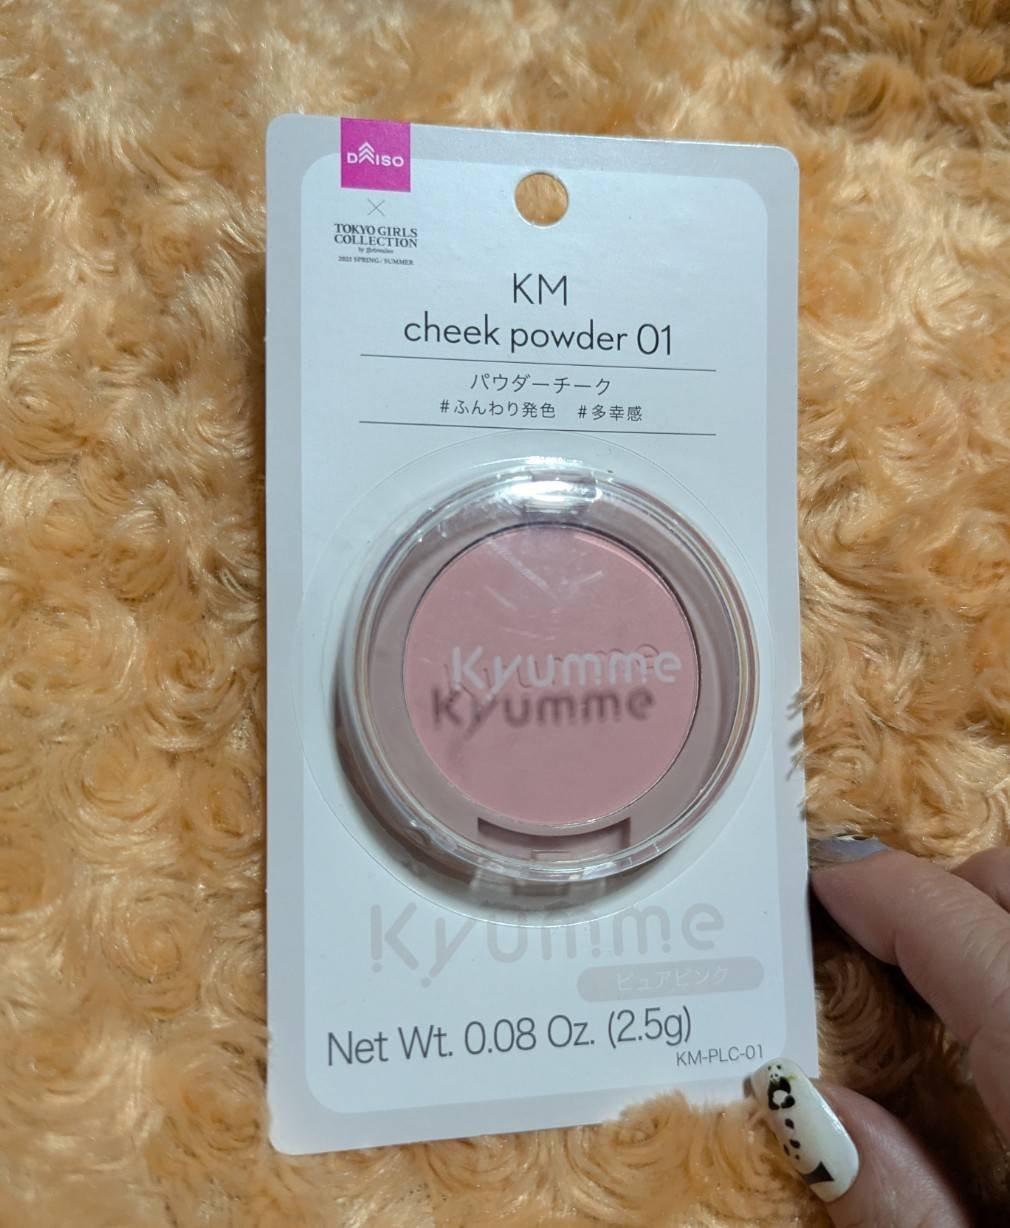 DAISO
×
TOKYO GIRLS
COLLECTION
by girlswalker
2021 SPRING / SUMMER
KM
cheek powder 01
パウダーチーク
#ふんわり発色 #多幸感
Kyumme
Kyumme
ピュアピンク
Net Wt. 0.08 Oz. (2.5g)
KM-PLC-01